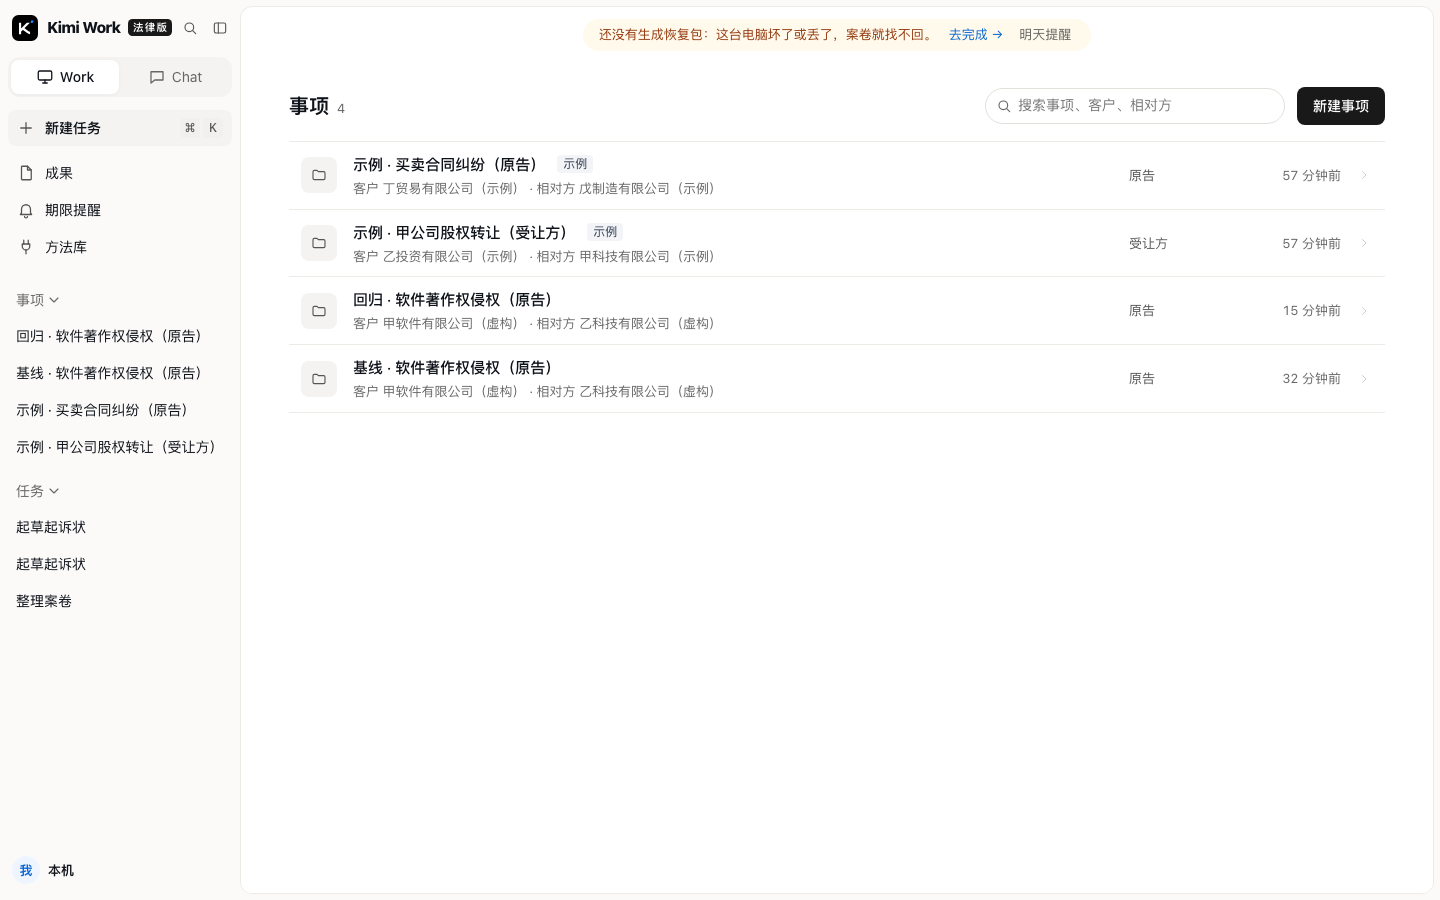 Kimi Work 法律版
Work
Chat
新建任务 ⌘ K
成果
期限提醒
方法库
事项
回归 · 软件著作权侵权（原告）
基线 · 软件著作权侵权（原告）
示例 · 买卖合同纠纷（原告）
示例 · 甲公司股权转让（受让方）
任务
起草起诉状
起草起诉状
整理案卷
我 本机
还没有生成恢复包：这台电脑坏了或丢了，案卷就找不回。 去完成 → 明天提醒
事项 4
搜索事项、客户、相对方
新建事项
示例 · 买卖合同纠纷（原告） 示例
客户 丁贸易有限公司（示例） · 相对方 戊制造有限公司（示例）
原告
57 分钟前
示例 · 甲公司股权转让（受让方） 示例
客户 乙投资有限公司（示例） · 相对方 甲科技有限公司（示例）
受让方
57 分钟前
回归 · 软件著作权侵权（原告）
客户 甲软件有限公司（虚构） · 相对方 乙科技有限公司（虚构）
原告
15 分钟前
基线 · 软件著作权侵权（原告）
客户 甲软件有限公司（虚构） · 相对方 乙科技有限公司（虚构）
原告
32 分钟前